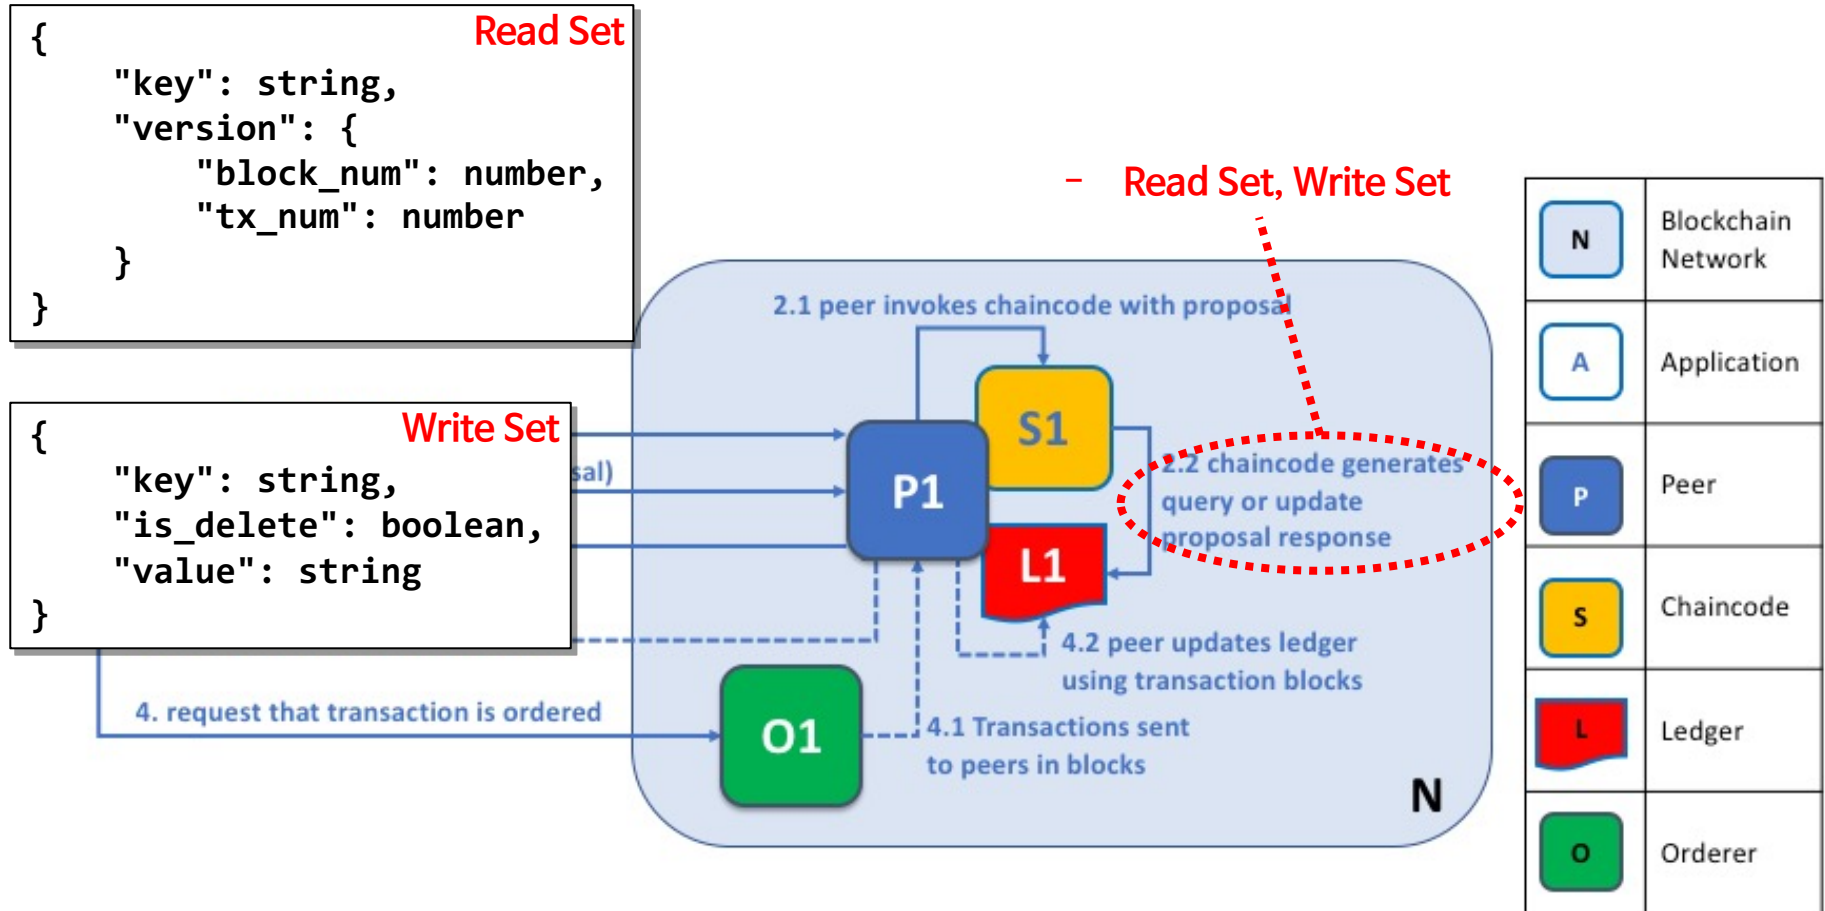 Read Set
{
"key": string,
"version": {
"block_num": number,
"tx_num": number
}
}
Write Set
{
"key": string,
"is_delete": boolean,
"value": string
}
- Read Set, Write Set
2.1 peer invokes chaincode with proposal
S1
P1
L1
2.2 chaincode generates
query or update
proposal response
sal)
4.2 peer updates ledger
using transaction blocks
4. request that transaction is ordered
O1
4.1 Transactions sent
to peers in blocks
N
N
Blockchain
Network
A
Application
P
Peer
S
Chaincode
L
Ledger
O
Orderer